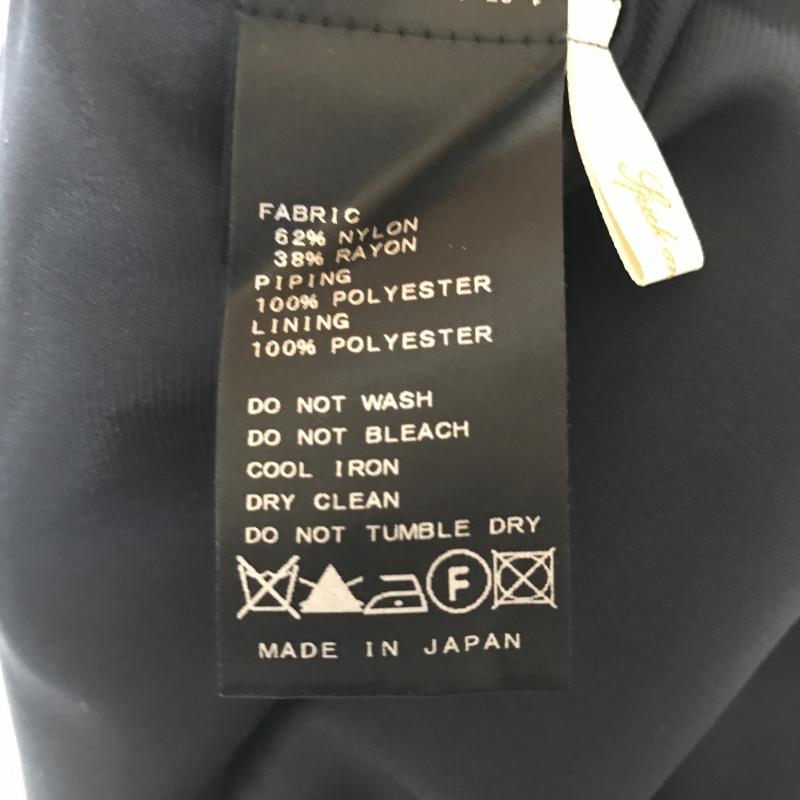 FABRIC
62% NYLON
38% RAYON
PIPING
100% POLYESTER
LINING
100% POLYESTER
DO NOT WASH
DO NOT BLEACH
COOL IRON
DRY CLEAN
DO NOT TUMBLE DRY
F
MADE IN JAPAN